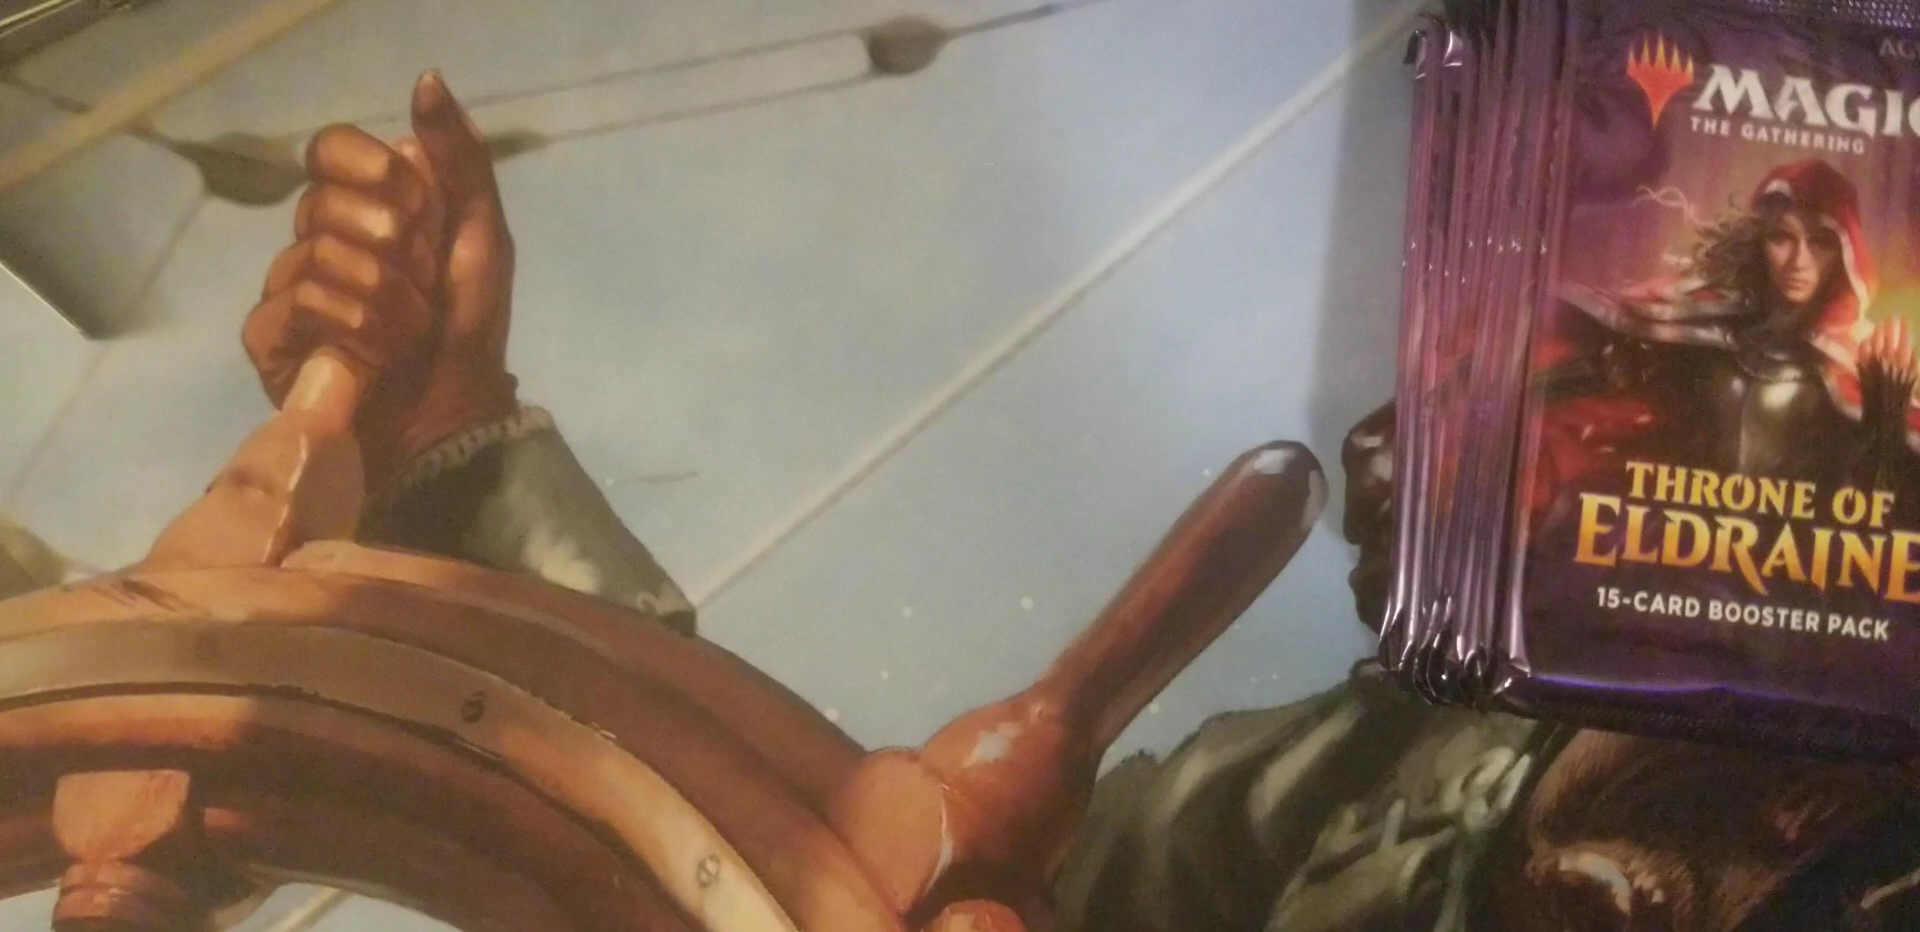 MAGIC
THE GATHERING
THRONE OF
ELDRAINE
15-CARD BOOSTER PACK